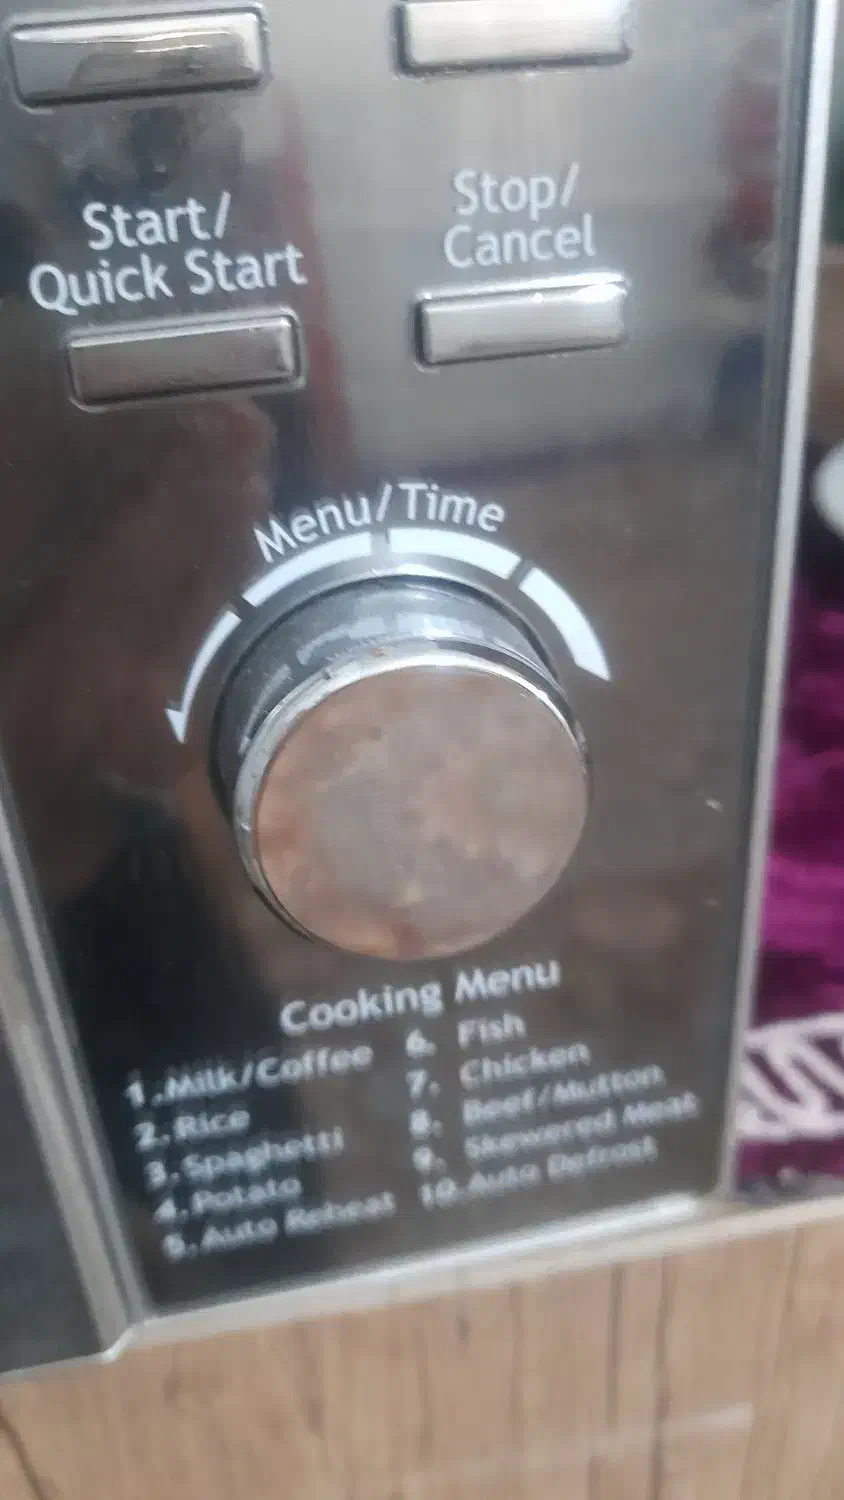 Start/
Quick Start
Stop/
Cancel
Menu/Time
Cooking Menu
1.Milk/Coffee
2.Rice
3.Spaghetti
4.Potato
5.Auto Reheat
6. Fish
7. Chicken
8. Beef/Mutton
9. Skewered Meat
10.Auto Defrost